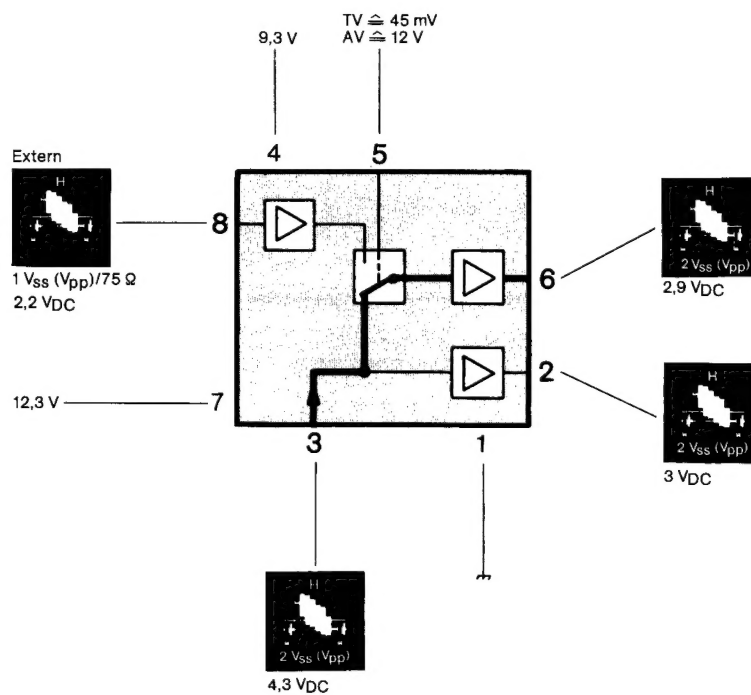 TV ≙ 45 mV
9,3 V AV ≙ 12 V
Extern
4 5
H
8
H
1 Vss (Vpp)/75 Ω
2,2 VDC
6
2 Vss (Vpp)
2,9 VDC
2
12,3 V 7
H
3 1
2 Vss (Vpp)
3 VDC
H
2 Vss (Vpp)
4,3 VDC